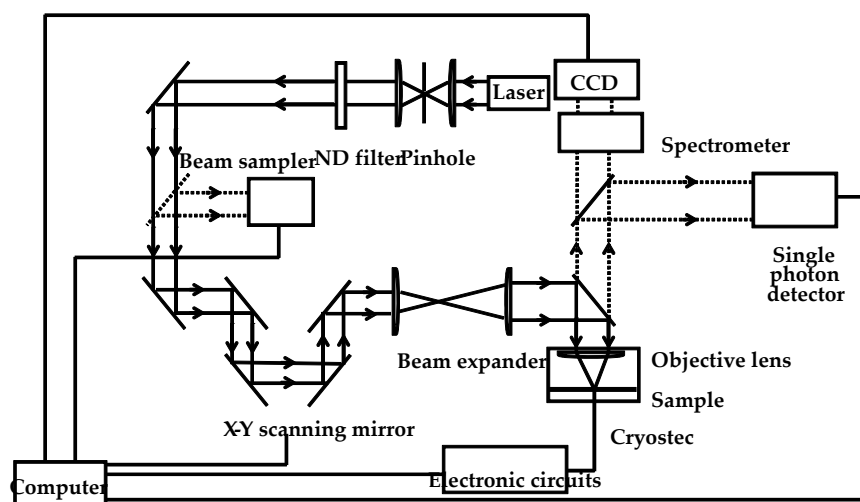 CCD
Laser
ND filter
Pinhole
Spectrometer
Beam sampler
Single
photon
detector
Beam expander
Objective lens
Sample
X-Y scanning mirror
Cryostec
Electronic circuits
Computer